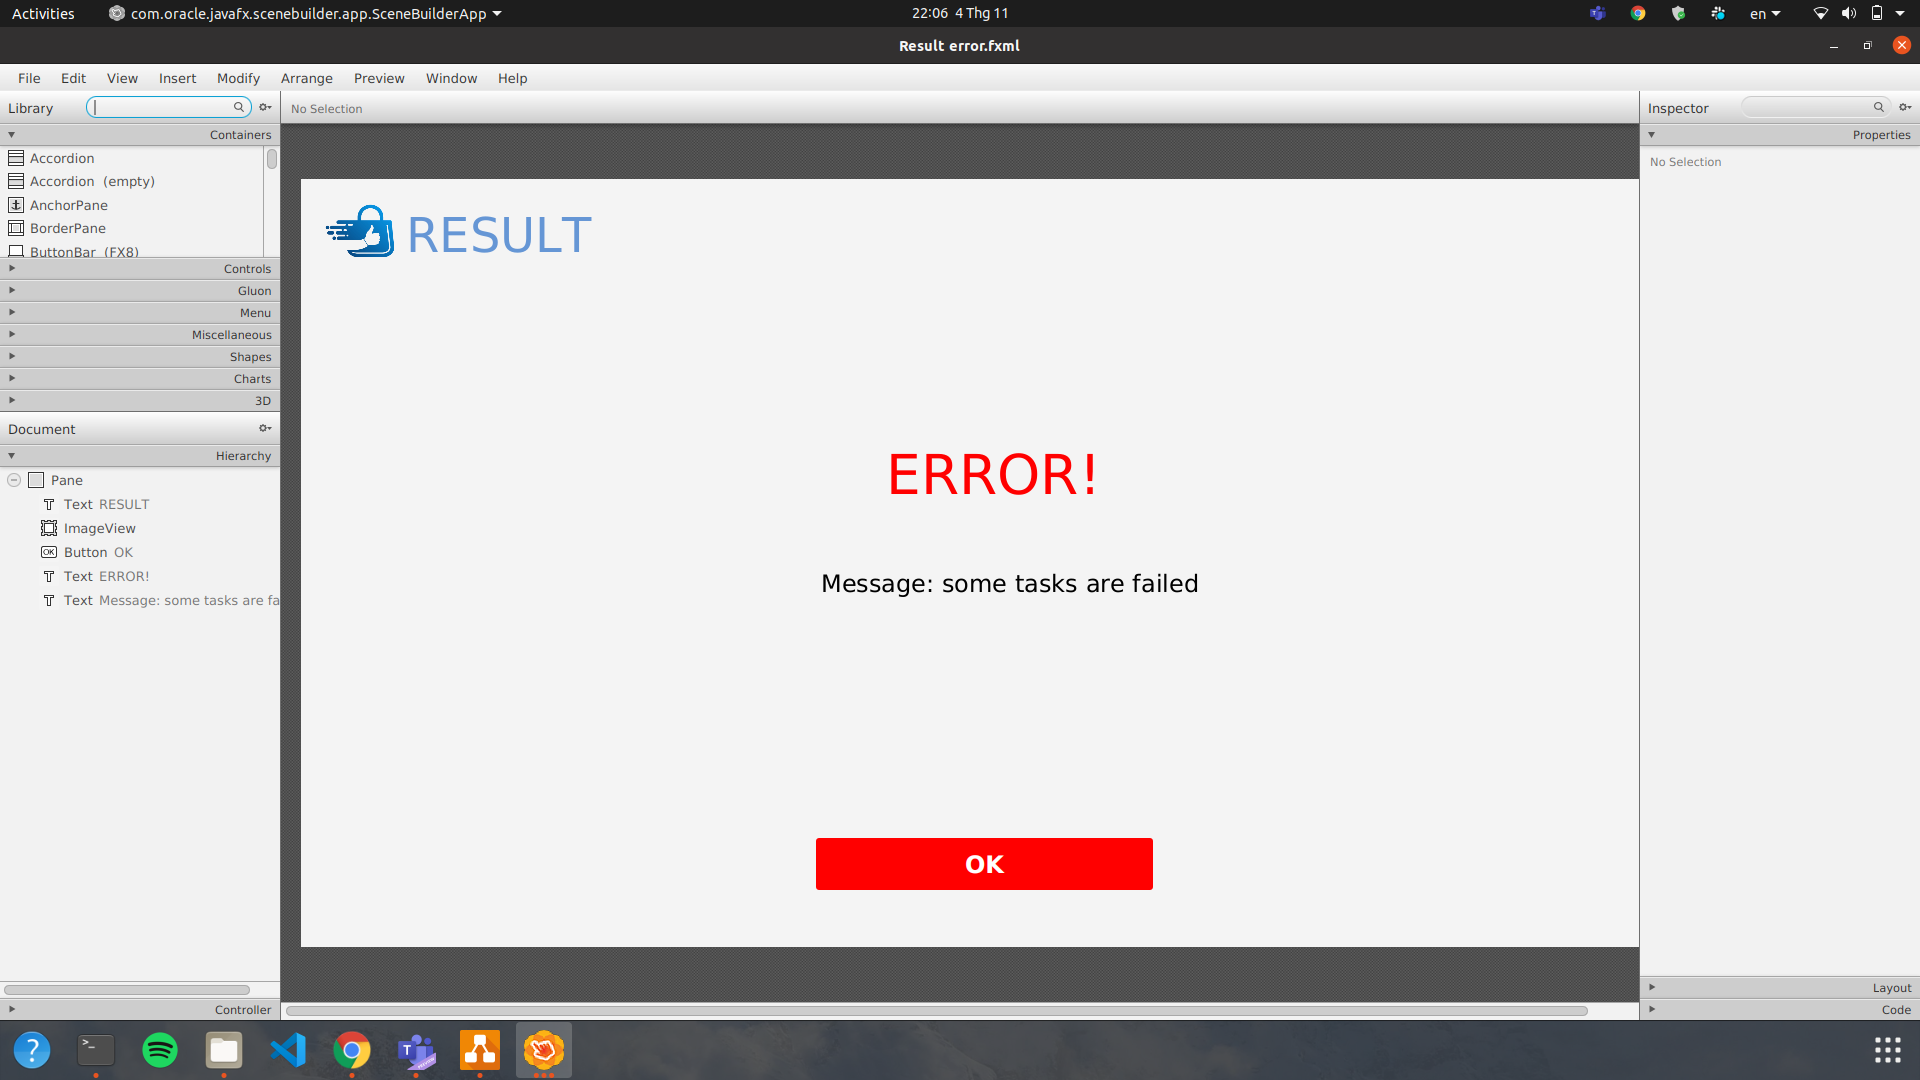 Activities
com.oracle.javafx.scenebuilder.app.SceneBuilderApp
22:06 4 Thg 11
en
Result error.fxml
File Edit View Insert Modify Arrange Preview Window Help
Library
No Selection
Inspector
Containers
Properties
Accordion
No Selection
Accordion (empty)
AnchorPane
BorderPane
ButtonBar (FX8)
Controls
Gluon
Menu
Miscellaneous
Shapes
Charts
3D
Document
Hierarchy
Pane
Text RESULT
ImageView
OK
Button OK
Text ERROR!
Text Message: some tasks are fa
Controller
RESULT
ERROR!
Message: some tasks are failed
OK
Layout
Code